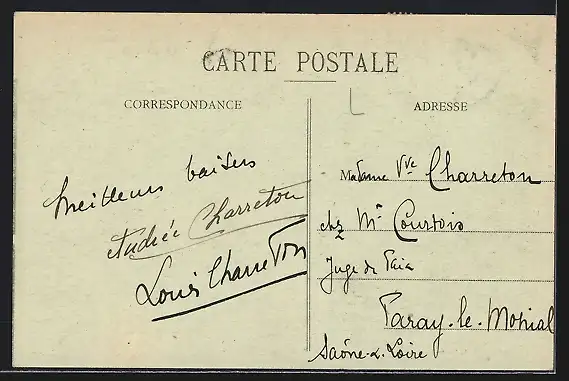 CARTE POSTALE
CORRESPONDANCE
ADRESSE
Meilleurs baisers
Andrée Charreton
Louis Charreton
Madame Vve Charreton
chez Mr Courtois
Juge de Paix
Paray-le-Monial
Saône-&-Loire